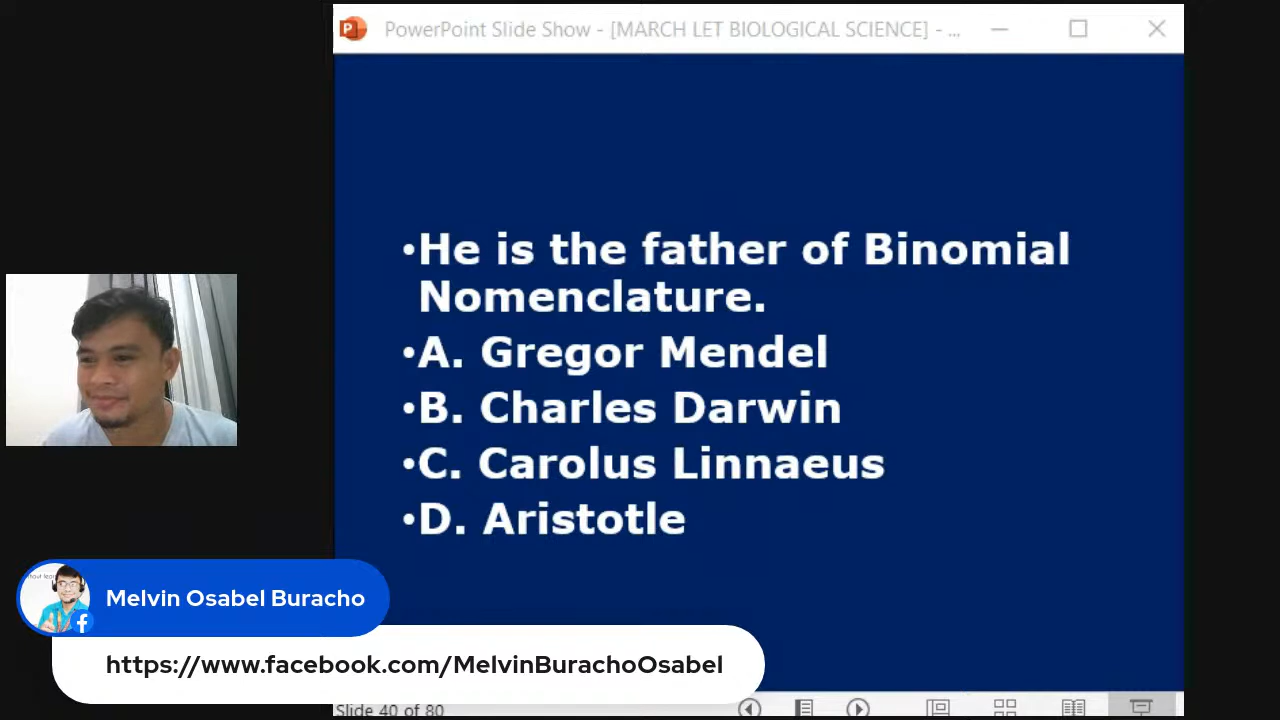 PowerPoint Slide Show - [MARCH LET BIOLOGICAL SCIENCE] - ...
•He is the father of Binomial
Nomenclature.
•A. Gregor Mendel
•B. Charles Darwin
•C. Carolus Linnaeus
•D. Aristotle
Melvin Osabel Buracho
https://www.facebook.com/MelvinBurachoOsabel
Slide 40 of 80